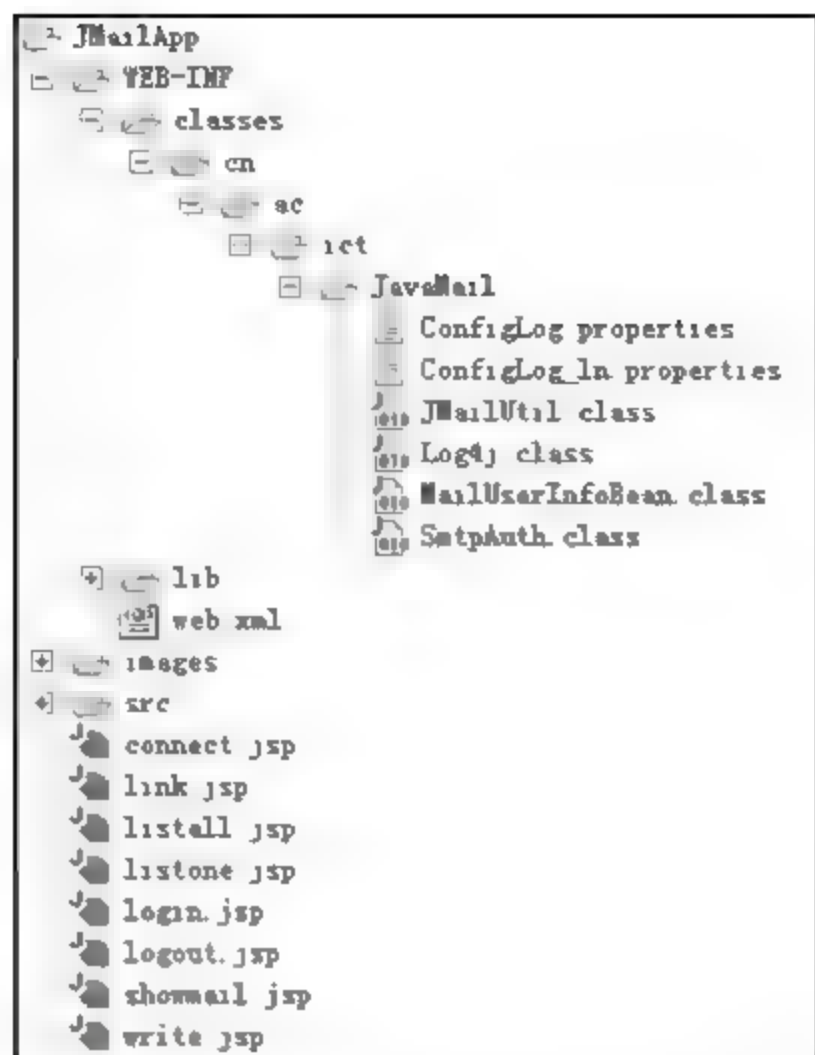 JMailApp
WEB-INF
classes
cn
ac
ict
JavaMail
ConfigLog.properties
ConfigLog_ln.properties
JMailUtil.class
Log4j.class
MailUserInfoBean.class
SmtpAuth.class
lib
web.xml
images
src
connect.jsp
link.jsp
listall.jsp
listone.jsp
login.jsp
logout.jsp
showmail.jsp
write.jsp